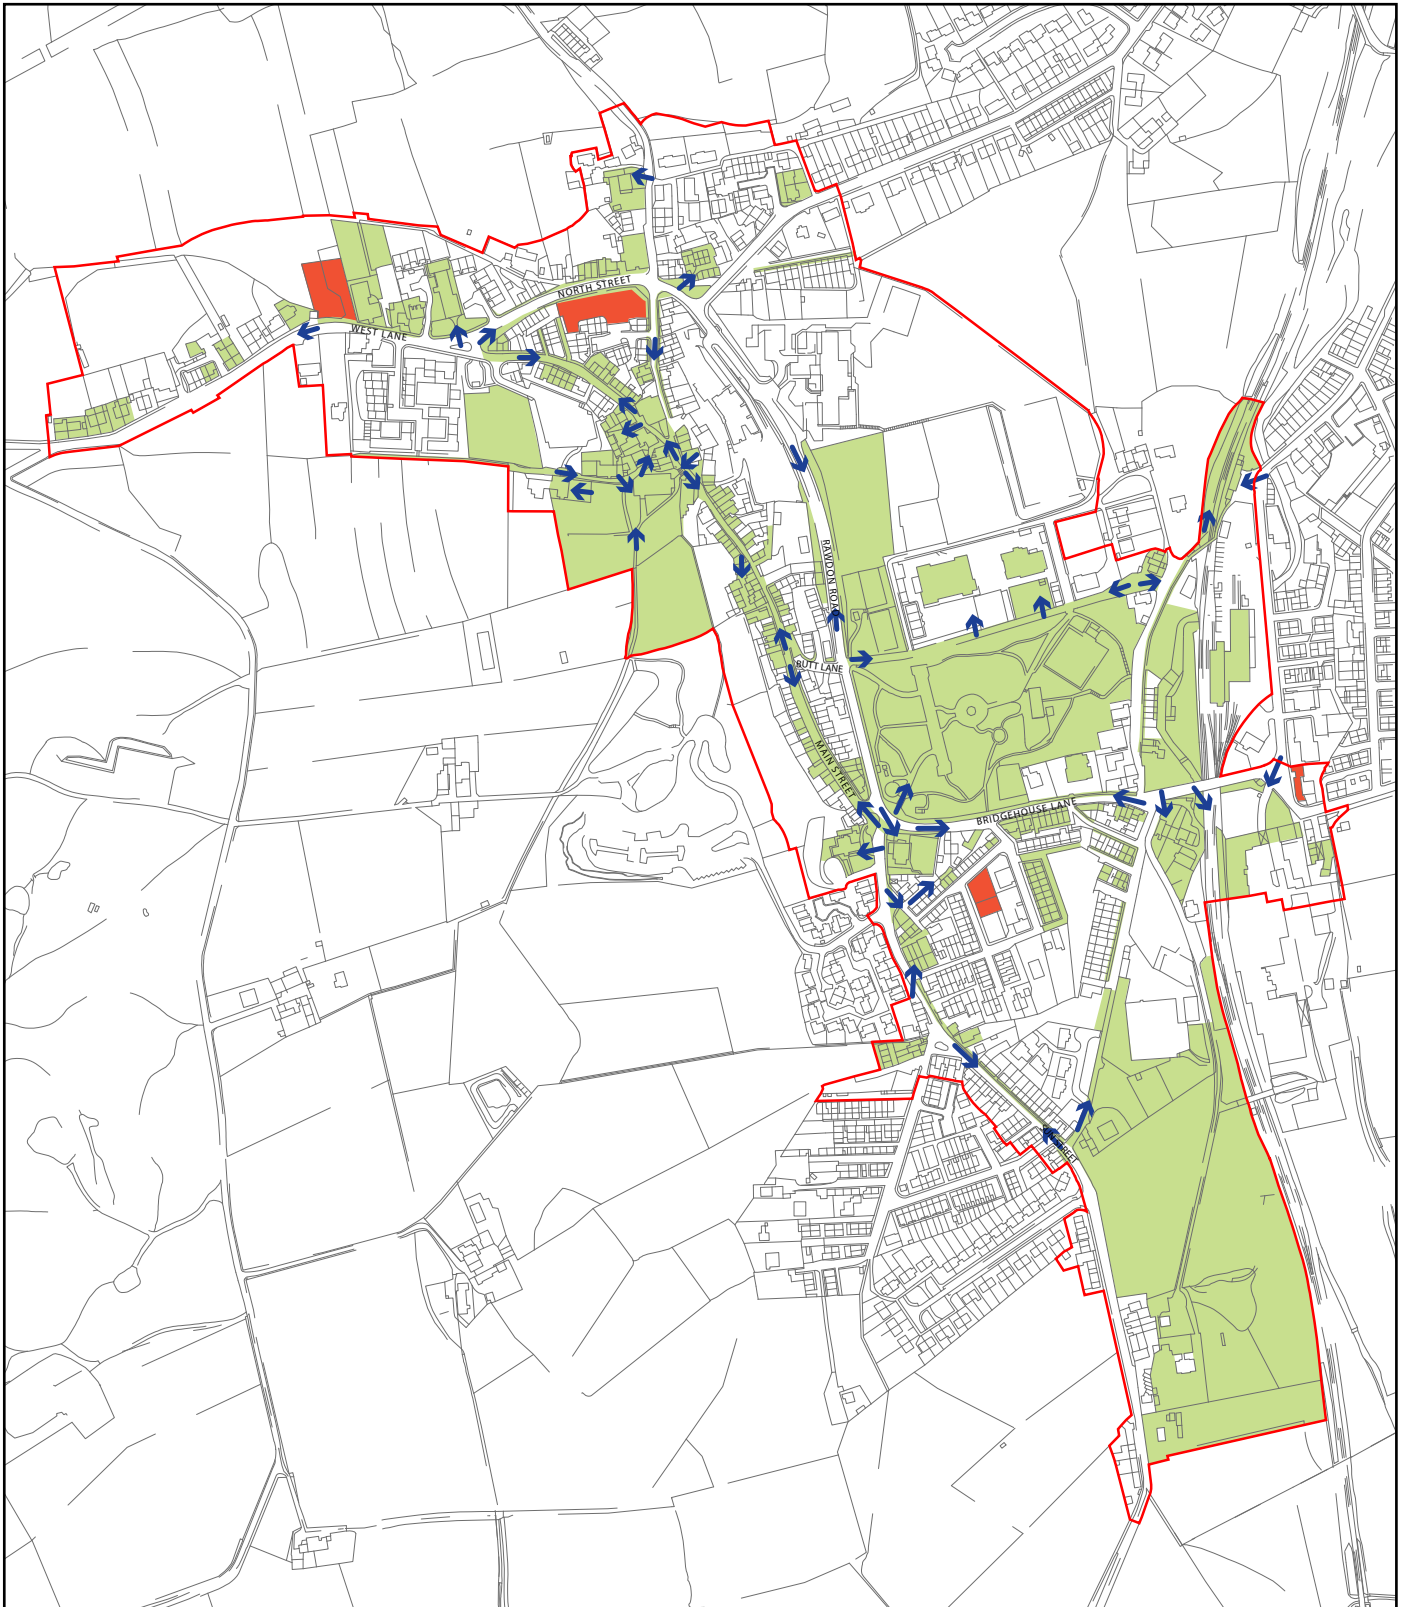 NORTH STREET
WEST LANE
RAWDON ROAD
BUTT LANE
MAIN STREET
BRIDGEHOUSE LANE